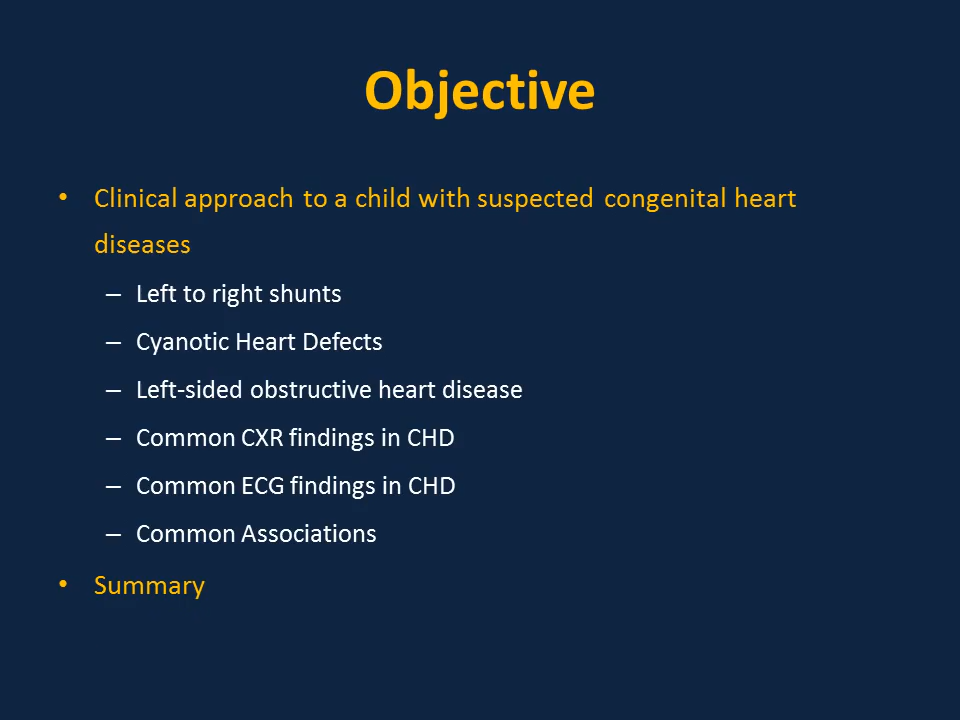 Objective
• Clinical approach to a child with suspected congenital heart
diseases
– Left to right shunts
– Cyanotic Heart Defects
– Left-sided obstructive heart disease
– Common CXR findings in CHD
– Common ECG findings in CHD
– Common Associations
• Summary